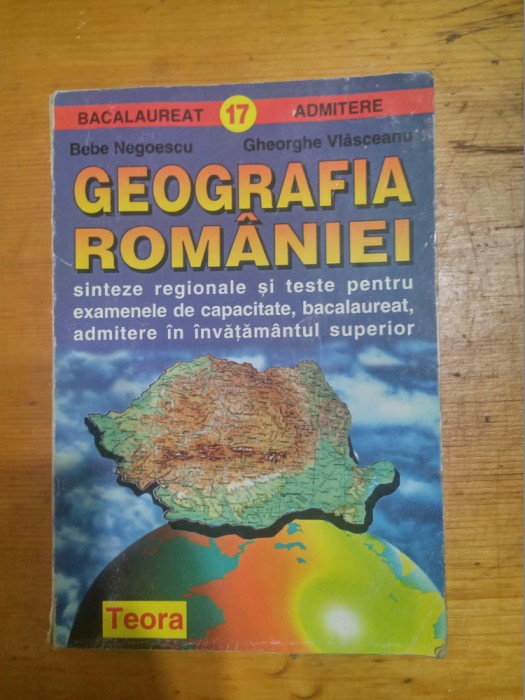 BACALAUREAT 17 ADMITERE
Bebe Negoescu Gheorghe Vlăsceanu
GEOGRAFIA
ROMÂNIEI
sinteze regionale și teste pentru
examenele de capacitate, bacalaureat,
admitere în învățământul superior
Teora